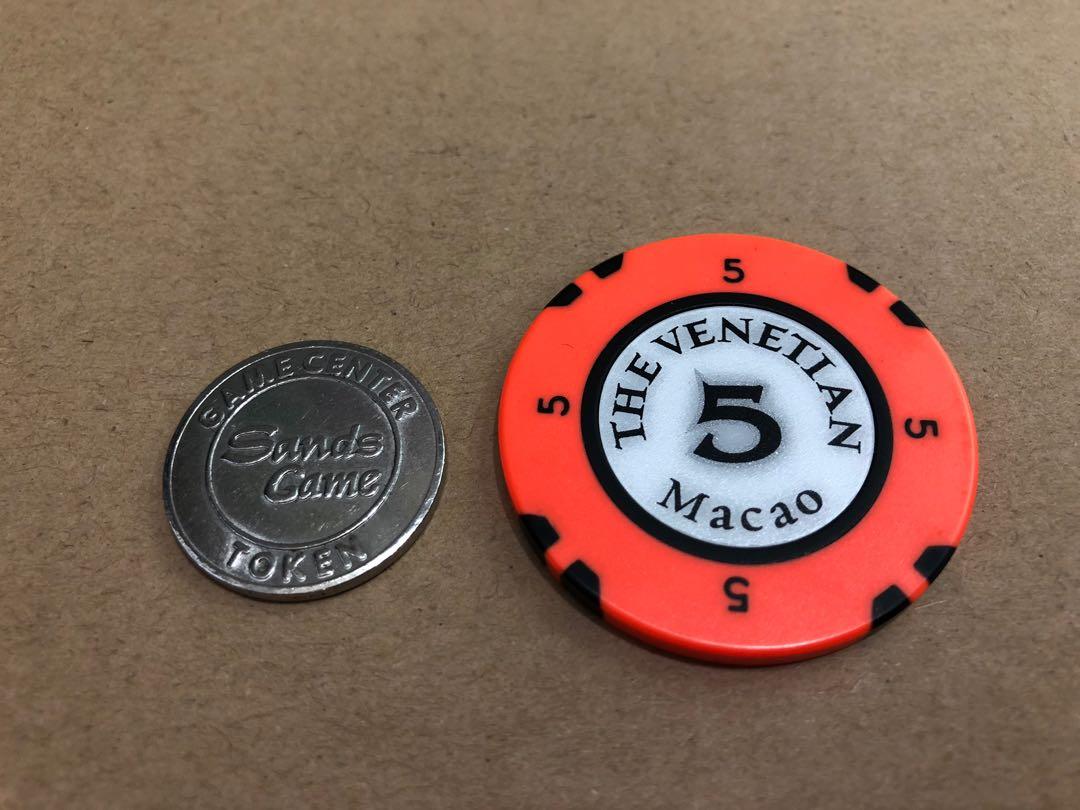 GAME CENTER
Sands
Game
TOKEN
5
THE VENETIAN
5
5
5
Macao
5